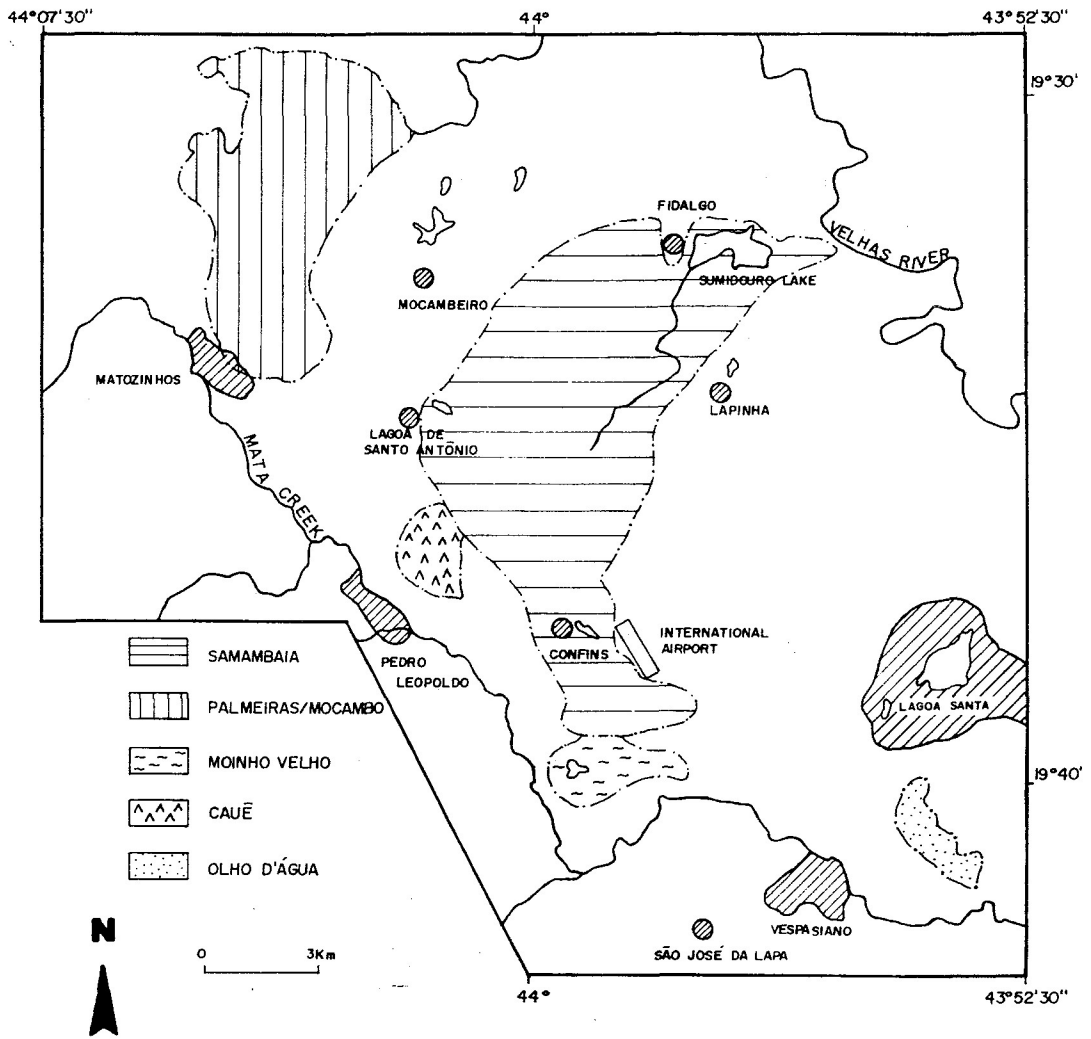 44°07'30"
44°
43°52'30"
19°30'
FIDALGO
VELHAS RIVER
SUMIDOURO LAKE
MOCAMBEIRO
MATOZINHOS
LAPINHA
LAGOA DE
SANTO ANTÔNIO
MATA CREEK
INTERNATIONAL
AIRPORT
CONFINS
SAMAMBAIA
PEDRO
LEOPOLDO
PALMEIRAS/MOCAMBO
LAGOA SANTA
MOINHO VELHO
19°40'
CAUÊ
OLHO D'ÁGUA
N
VESPASIANO
0 3Km
SÃO JOSÉ DA LAPA
44°
43°52'30"